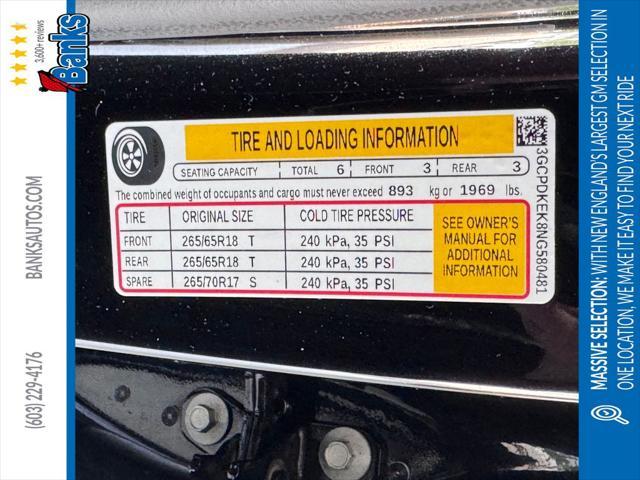 3,600+ reviews
Banks
BANKSAUTOS.COM
(603) 229-4176
TIRE AND LOADING INFORMATION
SEATING CAPACITY TOTAL 6 FRONT 3 REAR 3
The combined weight of occupants and cargo must never exceed 893 kg or 1969 lbs.
TIRE ORIGINAL SIZE COLD TIRE PRESSURE
FRONT 265/65R18 T 240 kPa, 35 PSI
REAR 265/65R18 T 240 kPa, 35 PSI
SPARE 265/70R17 S 240 kPa, 35 PSI
SEE OWNER'S
MANUAL FOR
ADDITIONAL
INFORMATION
3GCPDKEK8NG580481
MASSIVE SELECTION: WITH NEW ENGLAND'S LARGEST GM SELECTION IN
ONE LOCATION, WE MAKE IT EASY TO FIND YOUR NEXT RIDE